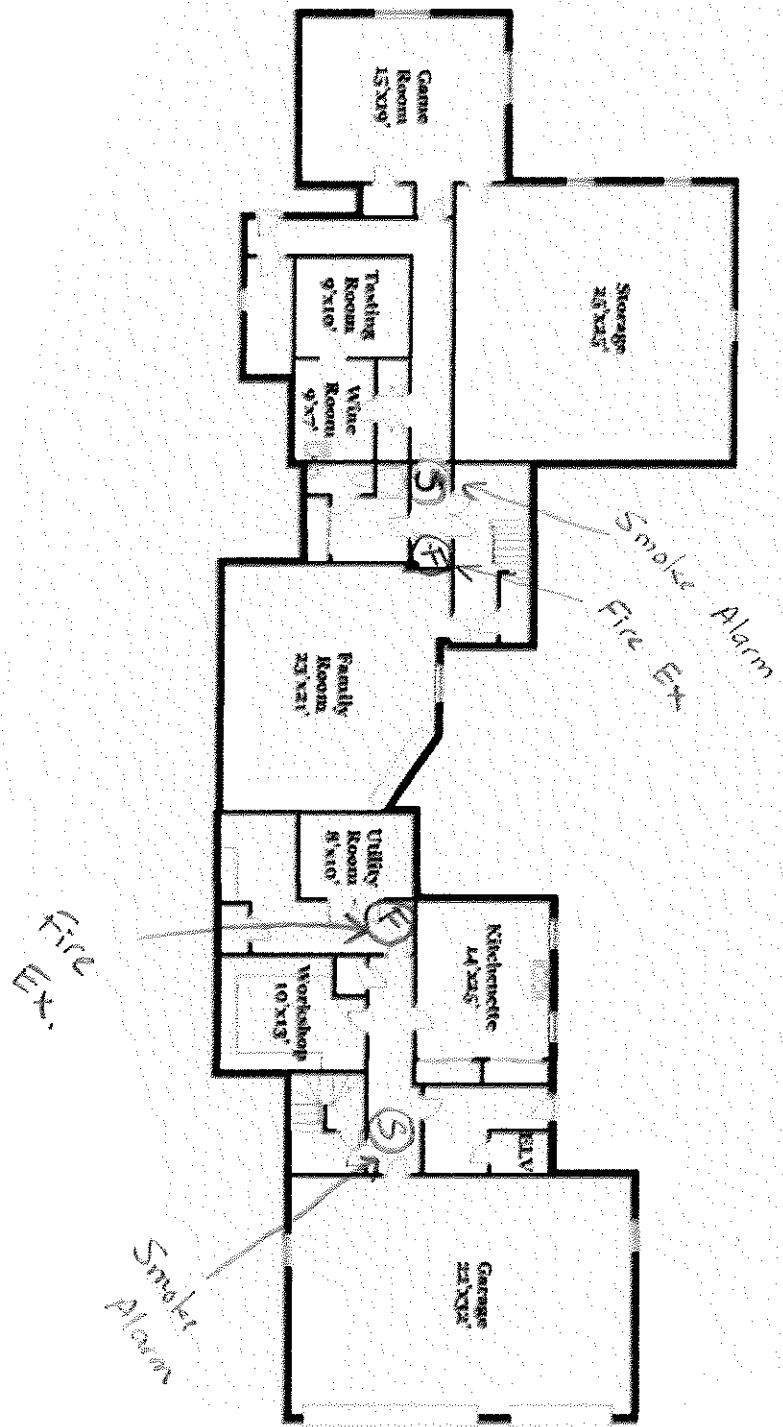 Game
Room
15'x19'
Storage
25'x25'
Tasting
Room
9'x10'
Wine
Room
9'x7'
S
Smoke Alarm
F
Fire Ex.
Family
Room
23'x21'
Utility
Room
8'x10'
F
Fire
Ex.
Kitchenette
14'x25'
Workshop
10'x13'
S
ELV
Smoke
Alarm
Garage